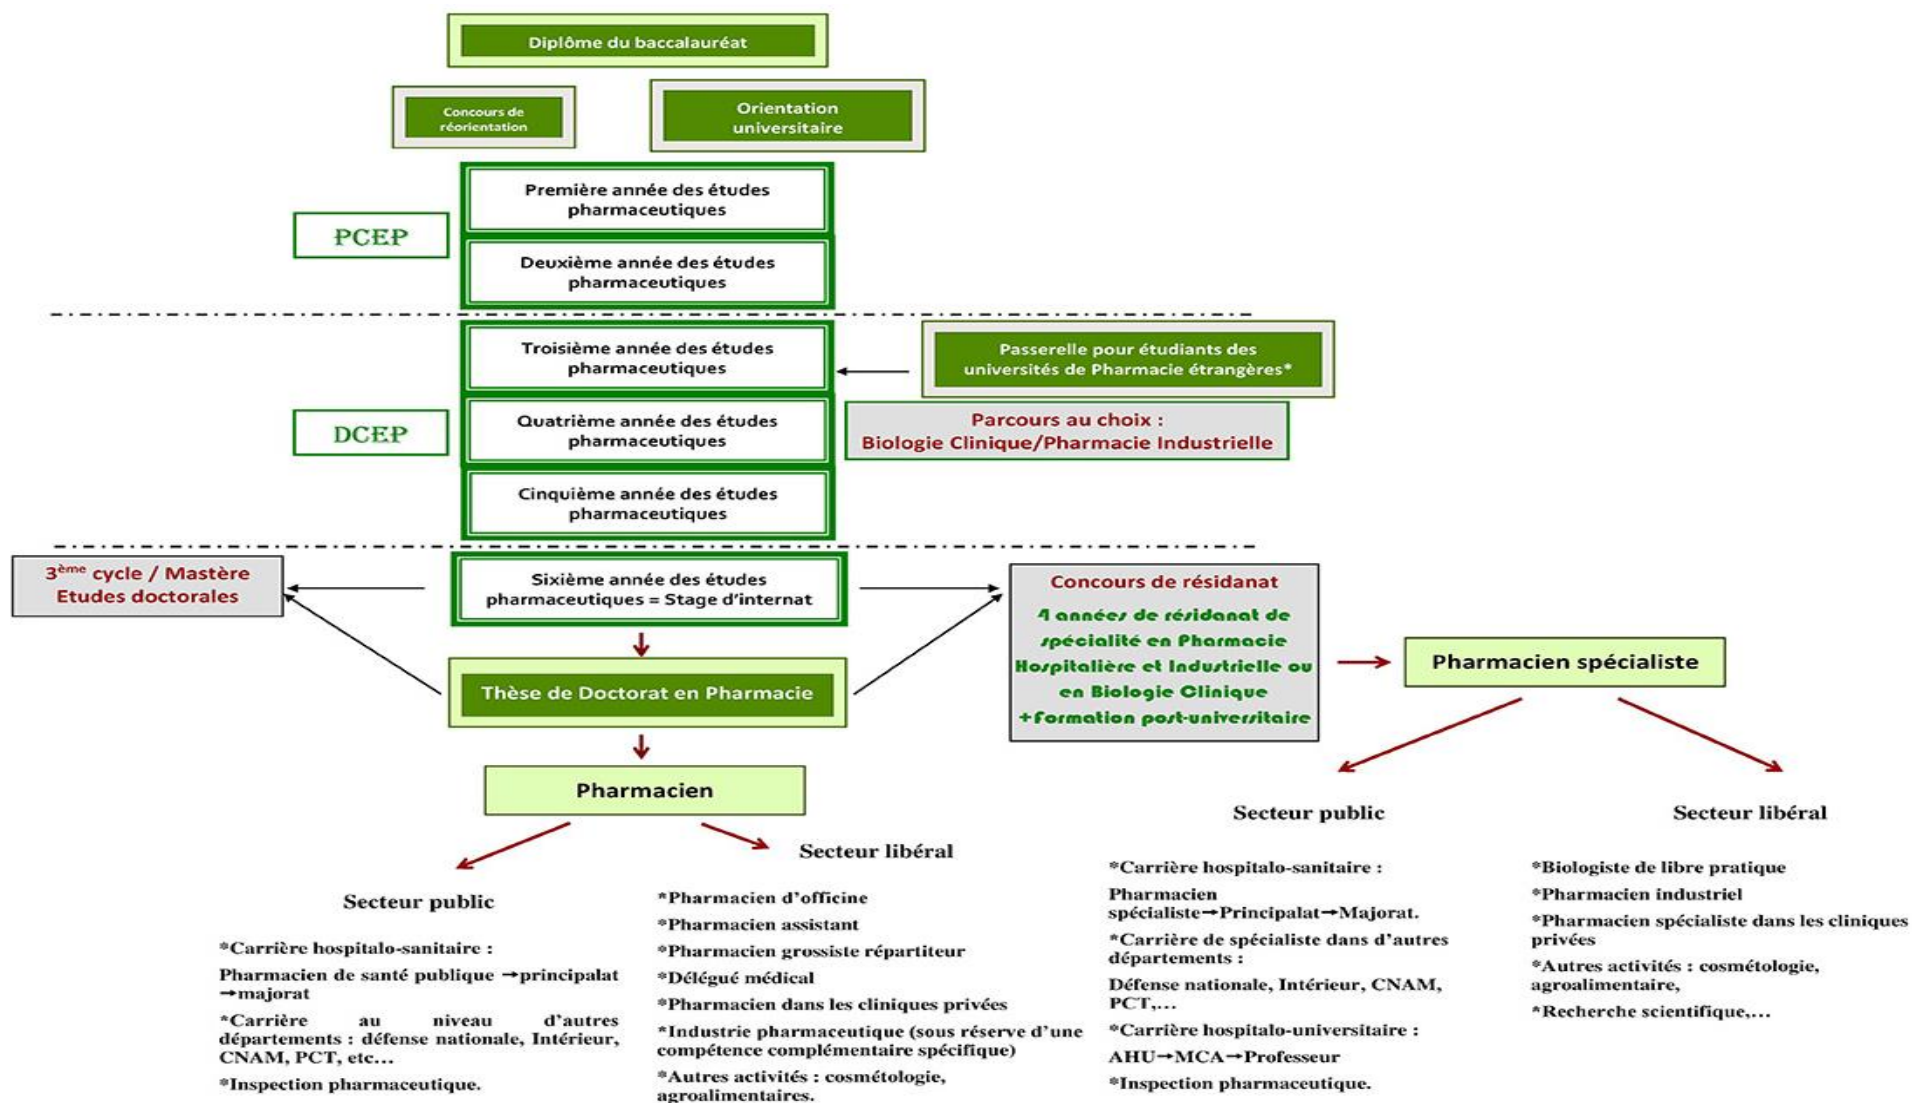 Diplôme du baccalauréat
Concours de
réorientation
Orientation
universitaire
Première année des études
pharmaceutiques
PCEP
Deuxième année des études
pharmaceutiques
Troisième année des études
pharmaceutiques
Passerelle pour étudiants des
universités de Pharmacie étrangères*
DCEP
Quatrième année des études
pharmaceutiques
Parcours au choix :
Biologie Clinique/Pharmacie Industrielle
Cinquième année des études
pharmaceutiques
3ème cycle / Mastère
Etudes doctorales
Sixième année des études
pharmaceutiques = Stage d'internat
Concours de résidanat
4 années de résidanat de
spécialité en Pharmacie
Hospitalière et Industrielle ou
en Biologie Clinique
+Formation post-universitaire
Pharmacien spécialiste
Thèse de Doctorat en Pharmacie
Pharmacien
Secteur public
*Carrière hospitalo-sanitaire :
Pharmacien de santé publique →principalat
→majorat
*Carrière au niveau d'autres
départements : défense nationale, Intérieur,
CNAM, PCT, etc…
*Inspection pharmaceutique.
Secteur libéral
*Pharmacien d'officine
*Pharmacien assistant
*Pharmacien grossiste répartiteur
*Délégué médical
*Pharmacien dans les cliniques privées
*Industrie pharmaceutique (sous réserve d'une
compétence complémentaire spécifique)
*Autres activités : cosmétologie,
agroalimentaires.
Secteur public
*Carrière hospitalo-sanitaire :
Pharmacien
spécialiste→Principalat→Majorat.
*Carrière de spécialiste dans d'autres
départements :
Défense nationale, Intérieur, CNAM,
PCT,…
*Carrière hospitalo-universitaire :
AHU→MCA→Professeur
*Inspection pharmaceutique.
Secteur libéral
*Biologiste de libre pratique
*Pharmacien industriel
*Pharmacien spécialiste dans les cliniques
privées
*Autres activités : cosmétologie,
agroalimentaire,
*Recherche scientifique,…